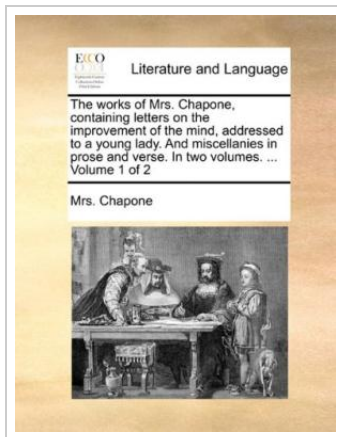 ECCO
Literature and Language
The works of Mrs. Chapone,
containing letters on the
improvement of the mind, addressed
to a young lady. And miscellanies in
prose and verse. In two volumes. ...
Volume 1 of 2
Mrs. Chapone